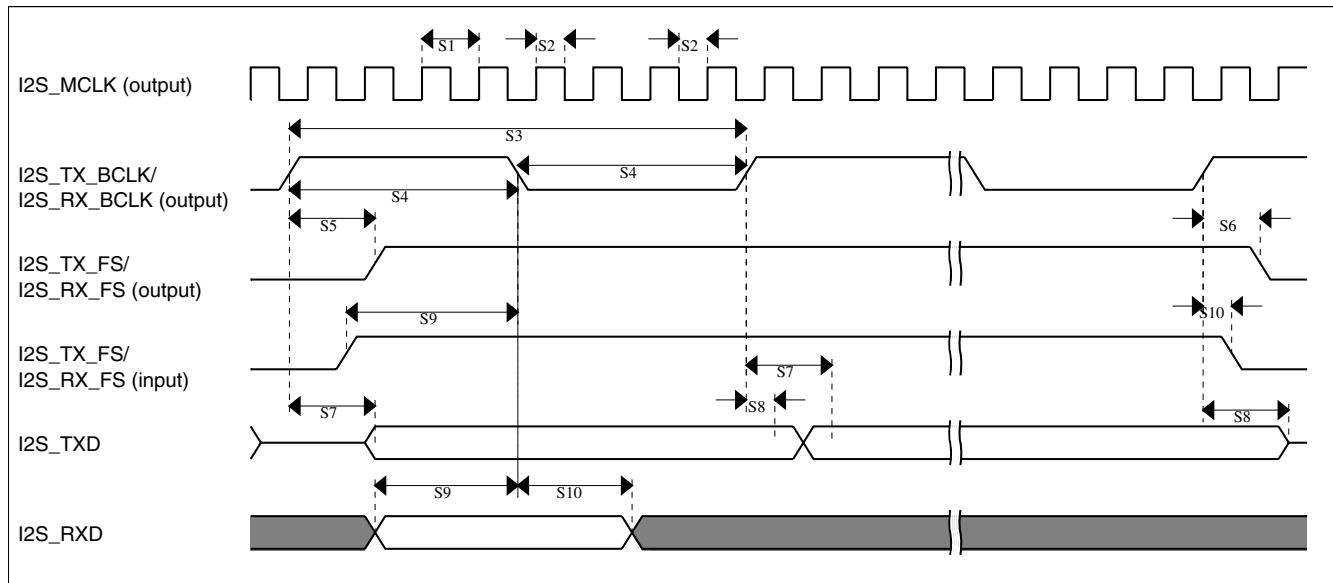 S1 S2 S2
I2S_MCLK (output)
S3
I2S_TX_BCLK/
I2S_RX_BCLK (output)
S4
S4
S5
S6
I2S_TX_FS/
I2S_RX_FS (output)
S9
S10
I2S_TX_FS/
I2S_RX_FS (input)
S7
S7
S8
S8
I2S_TXD
S9 S10
I2S_RXD